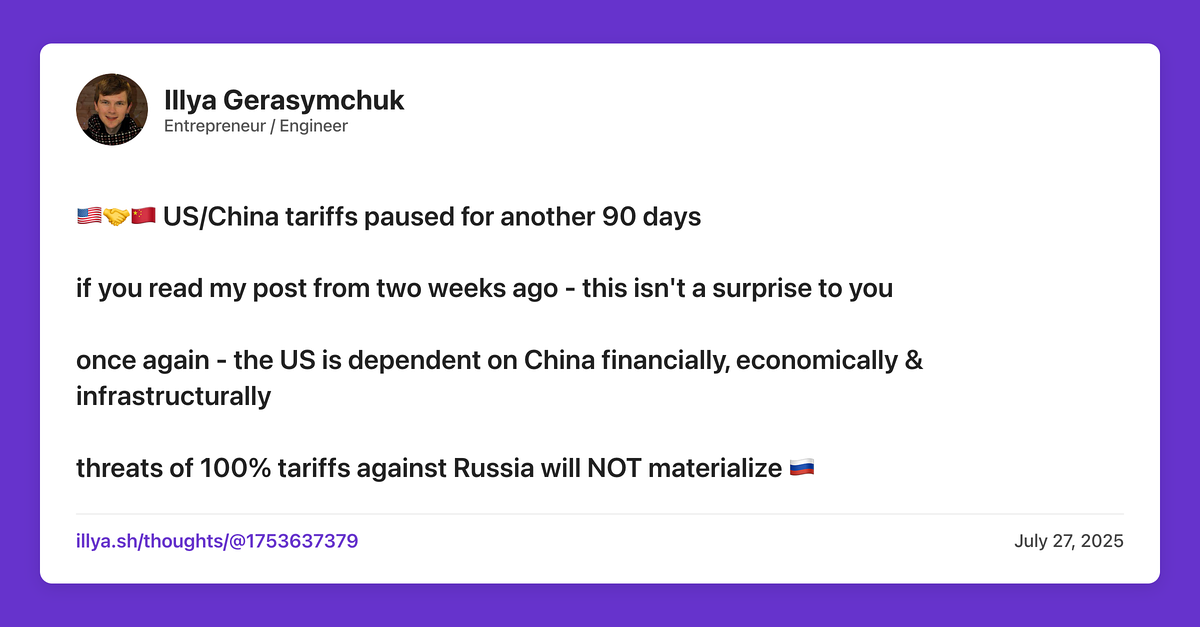 Illya Gerasymchuk
Entrepreneur / Engineer
🇺🇸🤝🇨🇳 US/China tariffs paused for another 90 days
if you read my post from two weeks ago - this isn't a surprise to you
once again - the US is dependent on China financially, economically &
infrastructurally
threats of 100% tariffs against Russia will NOT materialize 🇷🇺
illya.sh/thoughts/@1753637379
July 27, 2025